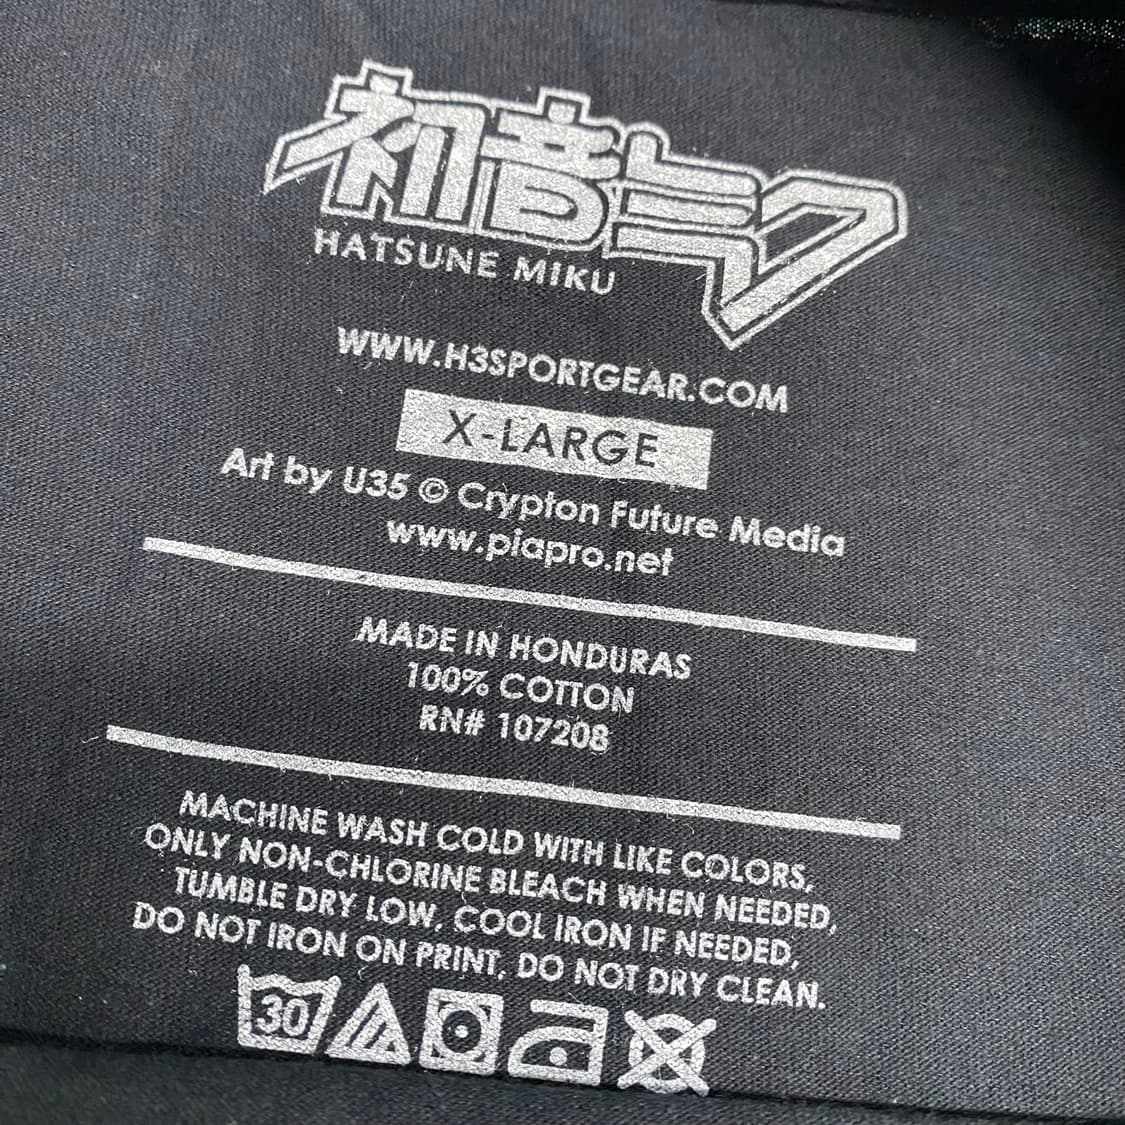 初音ミク
HATSUNE MIKU
WWW.H3SPORTGEAR.COM
X-LARGE
Art by U35 © Crypton Future Media
www.piapro.net
MADE IN HONDURAS
100% COTTON
RN# 107208
MACHINE WASH COLD WITH LIKE COLORS,
ONLY NON-CHLORINE BLEACH WHEN NEEDED,
TUMBLE DRY LOW, COOL IRON IF NEEDED,
DO NOT IRON ON PRINT, DO NOT DRY CLEAN.
30